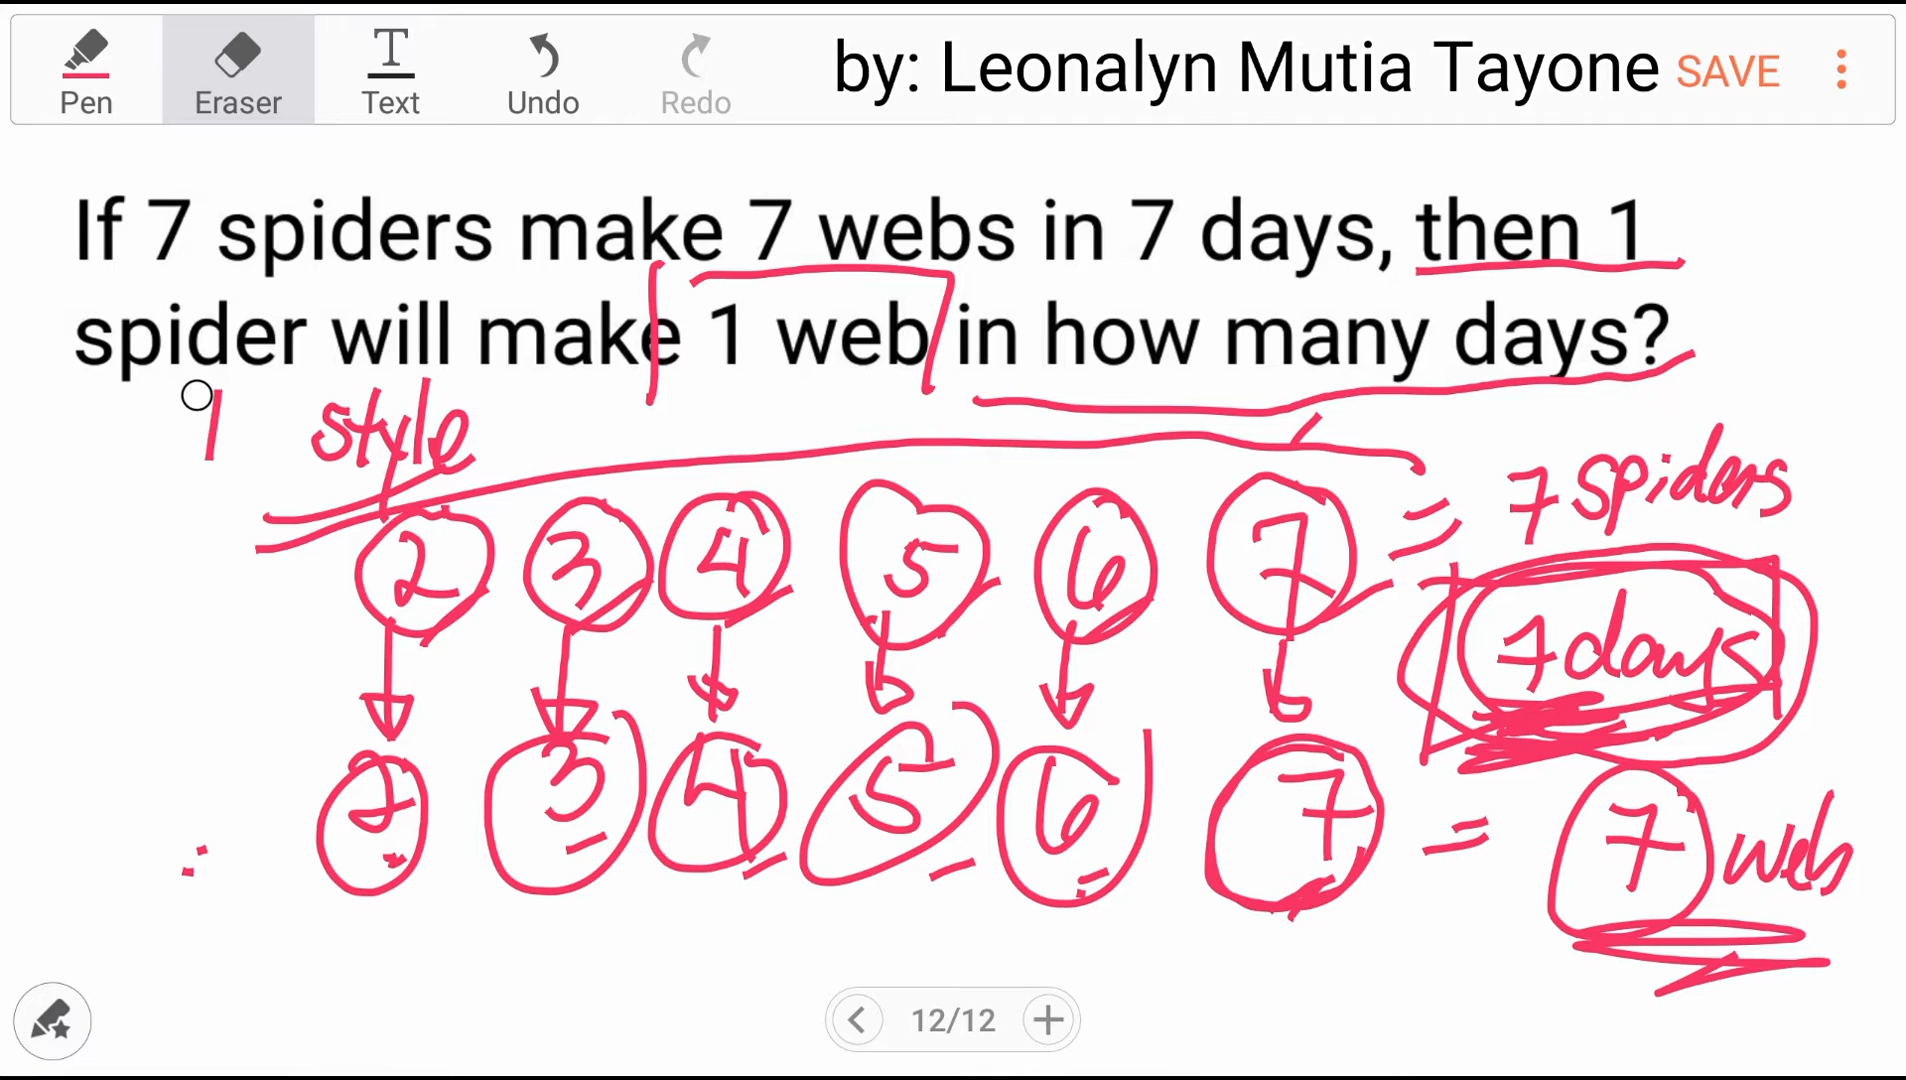 Pen Eraser Text Undo Redo by: Leonalyn Mutia Tayone SAVE
If 7 spiders make 7 webs in 7 days, then 1
spider will make 1 web in how many days?
1 style
2 3 4 5 6 7 = 7 spiders
7 days
3 4 5 6 7 = 7 web
12/12